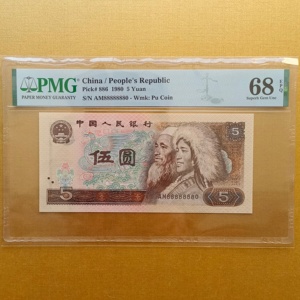 PMG
PAPER MONEY GUARANTY
China / People's Republic
Pick# 886 1980 5 Yuan
S/N AM88888880 - Wmk: Pu Coin
68 EPQ
Superb Gem Unc
中国人民银行
5
伍圆
AM88888880
5
5